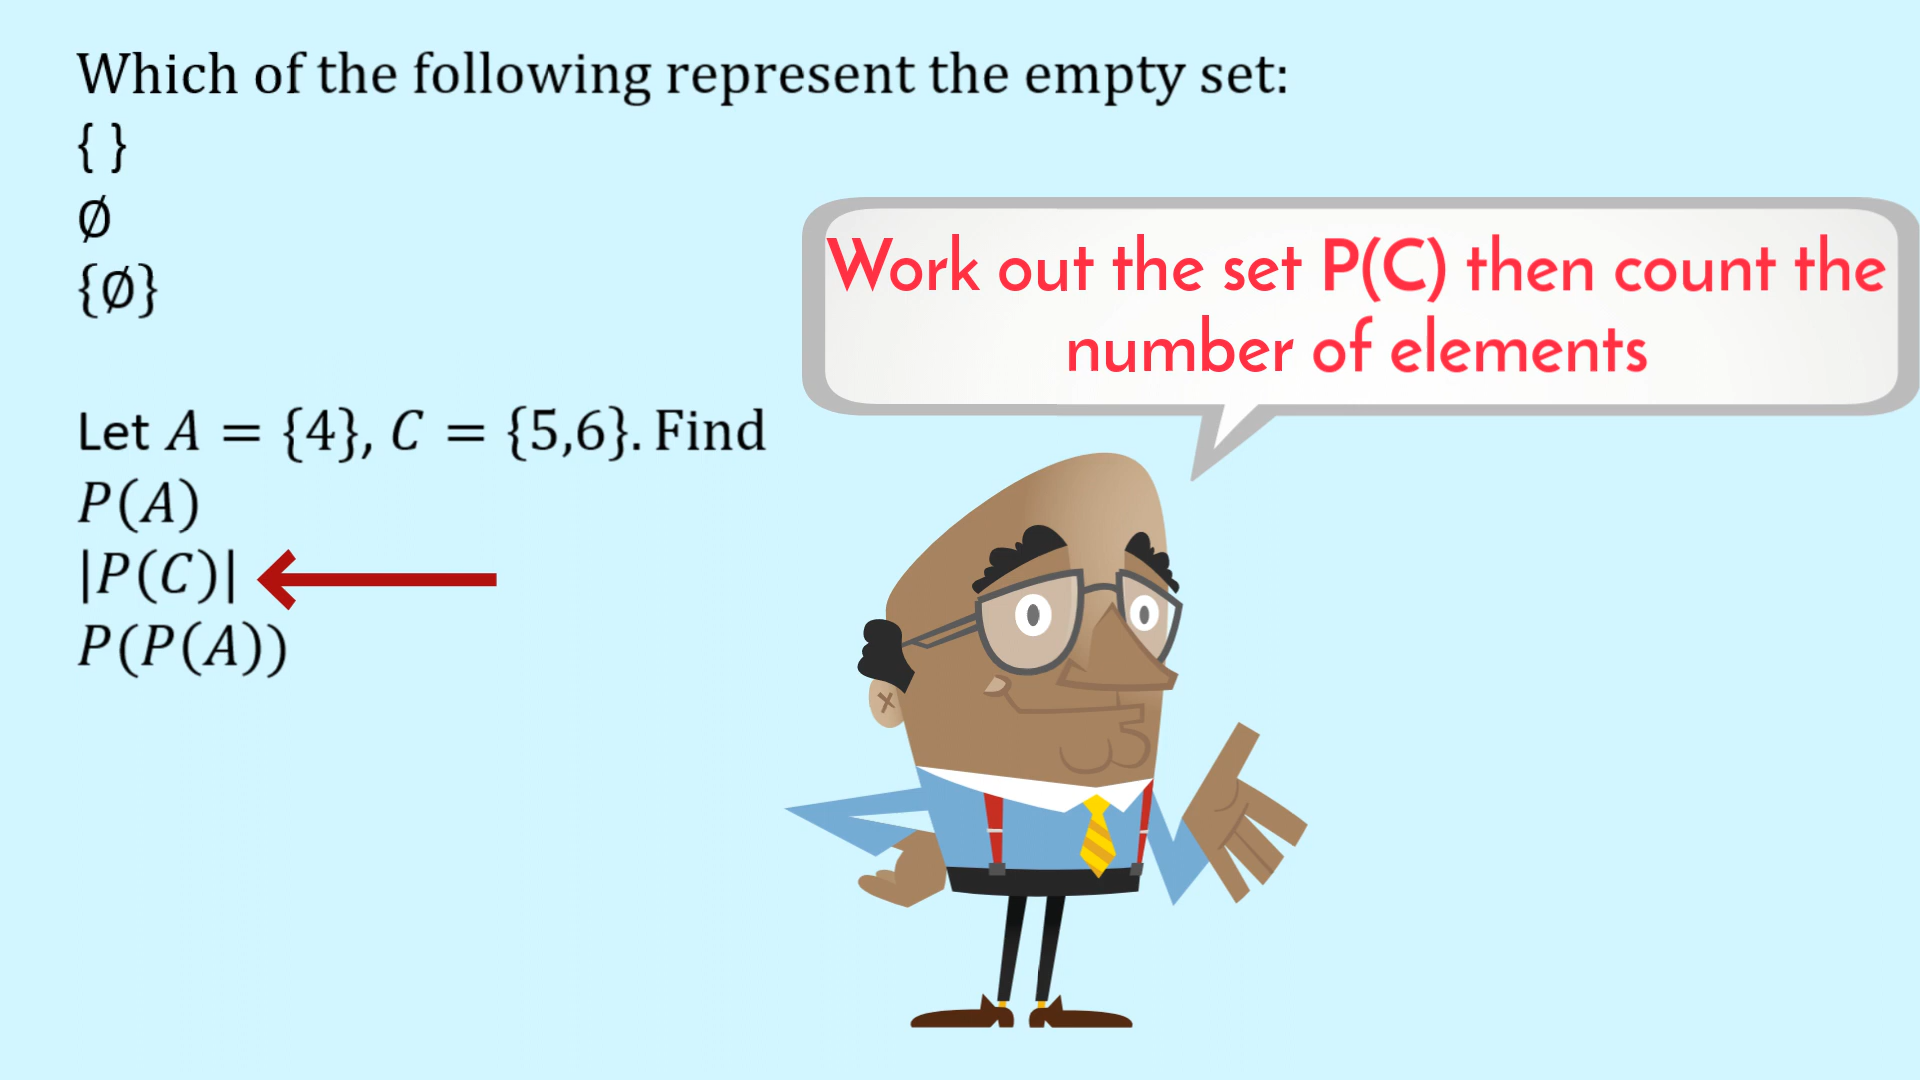 Which of the following represent the empty set:
{ }
∅
{∅}
Work out the set P(C) then count the
number of elements
Let A = {4}, C = {5,6}. Find
P(A)
|P(C)|
P(P(A))